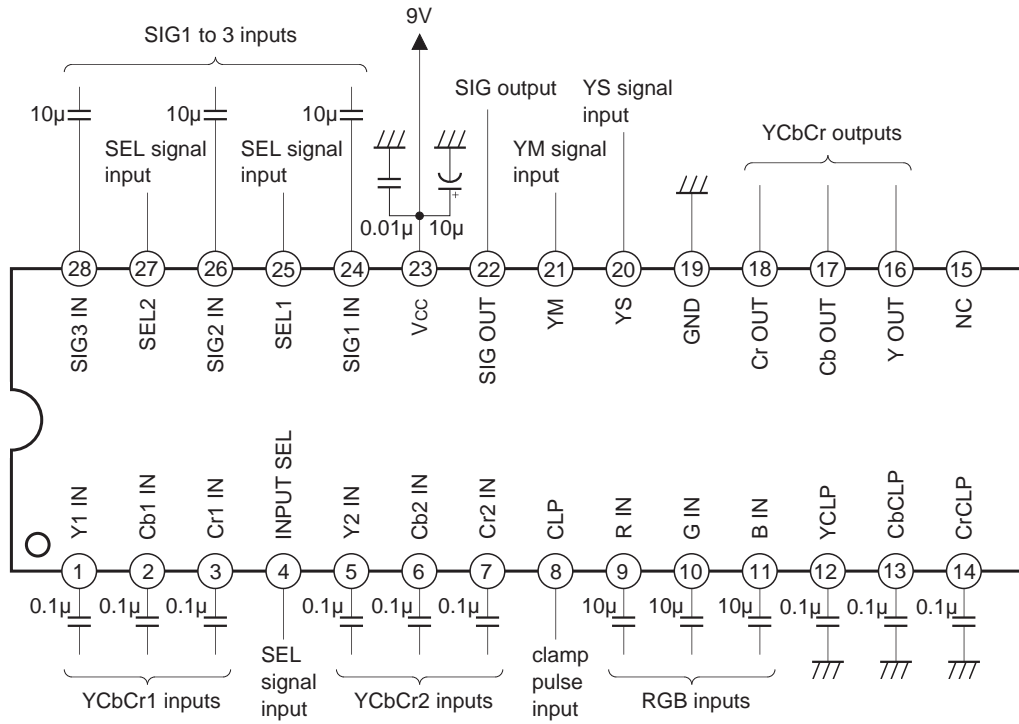 9V
SIG1 to 3 inputs
SIG output
YS signal
input
10µ
10µ
10µ
SEL signal
input
SEL signal
input
YM signal
input
YCbCr outputs
0.01µ
+
10µ
28
27
26
25
24
23
22
21
20
19
18
17
16
15
SIG3 IN
SEL2
SIG2 IN
SEL1
SIG1 IN
Vcc
SIG OUT
YM
YS
GND
Cr OUT
Cb OUT
Y OUT
NC
Y1 IN
Cb1 IN
Cr1 IN
INPUT SEL
Y2 IN
Cb2 IN
Cr2 IN
CLP
R IN
G IN
B IN
YCLP
CbCLP
CrCLP
1
2
3
4
5
6
7
8
9
10
11
12
13
14
0.1µ
0.1µ
0.1µ
0.1µ
0.1µ
0.1µ
10µ
10µ
10µ
0.1µ
0.1µ
0.1µ
YCbCr1 inputs
SEL
signal
input
YCbCr2 inputs
clamp
pulse
input
RGB inputs